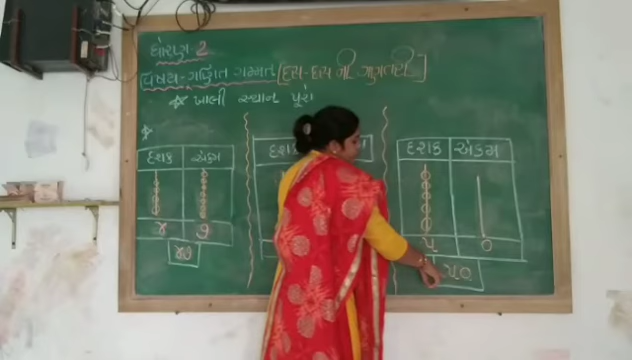 ધોરણ 2
વિષય-ગણિત ગમ્મત [દસ-દસ ની ગણતરી]
ખાલી સ્થાન પૂરો
દશક એકમ
૪ ૭
૪૭
દશક
દશક એકમ
૫ ૦
૫૦